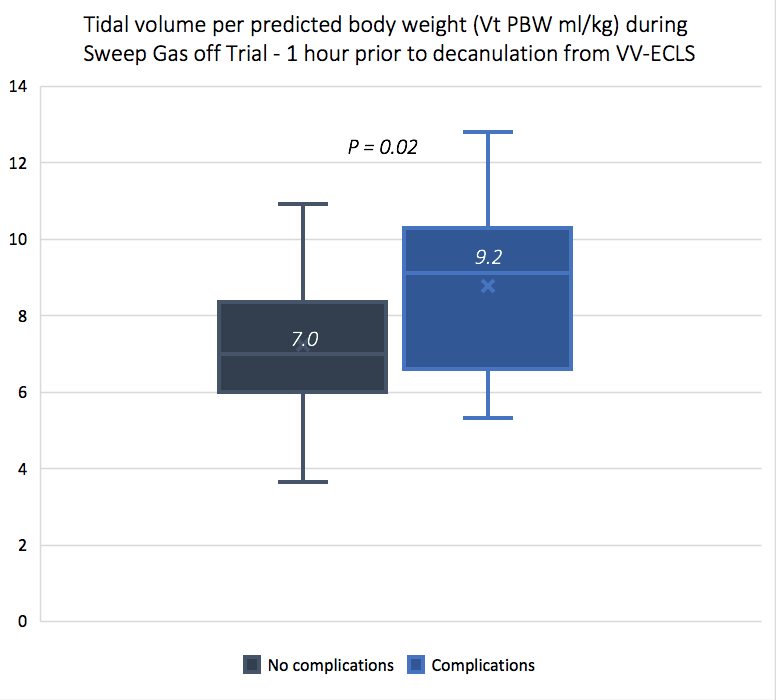 Tidal volume per predicted body weight (Vt PBW ml/kg) during
Sweep Gas off Trial - 1 hour prior to decanulation from VV-ECLS
14
P = 0.02
12
10
9.2
8
7.0
6
4
2
0
No complications Complications